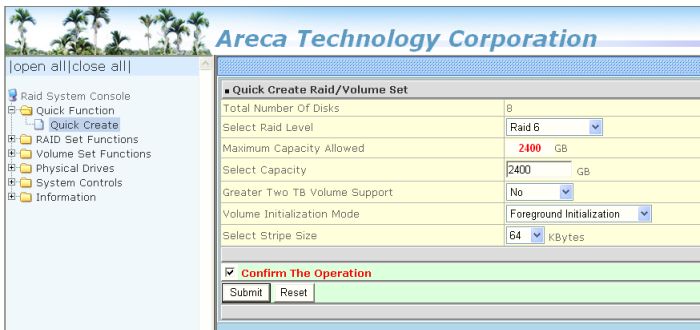 Areca Technology Corporation
|open all|close all|
Raid System Console
Quick Function
Quick Create
RAID Set Functions
Volume Set Functions
Physical Drives
System Controls
Information
Quick Create Raid/Volume Set
Total Number Of Disks 8
Select Raid Level Raid 6
Maximum Capacity Allowed 2400 GB
Select Capacity 2400 GB
Greater Two TB Volume Support No
Volume Initialization Mode Foreground Initialization
Select Stripe Size 64 KBytes
Confirm The Operation
Submit Reset